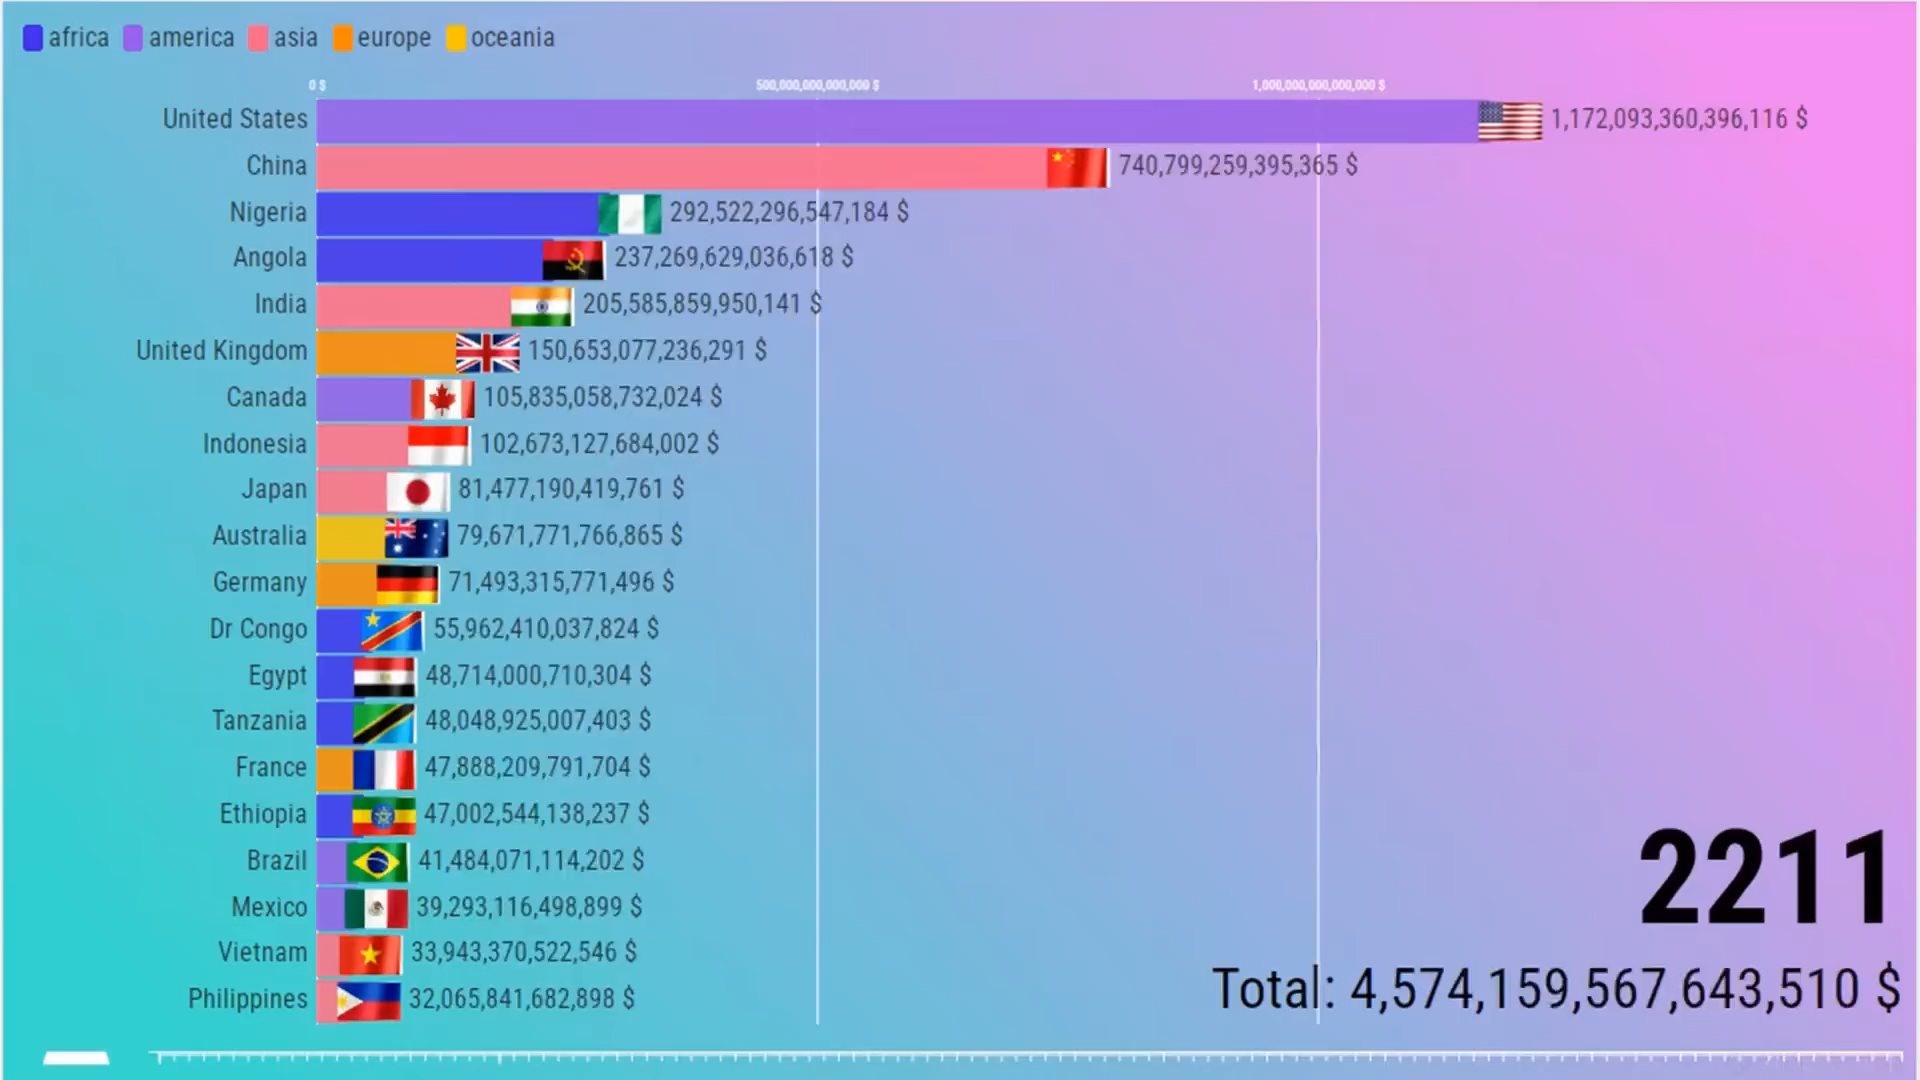 africa america asia europe oceania
0 $ 500,000,000,000,000 $ 1,000,000,000,000,000 $
United States 1,172,093,360,396,116 $
China 740,799,259,395,365 $
Nigeria 292,522,296,547,184 $
Angola 237,269,629,036,618 $
India 205,585,859,950,141 $
United Kingdom 150,653,077,236,291 $
Canada 105,835,058,732,024 $
Indonesia 102,673,127,684,002 $
Japan 81,477,190,419,761 $
Australia 79,671,771,766,865 $
Germany 71,493,315,771,496 $
Dr Congo 55,962,410,037,824 $
Egypt 48,714,000,710,304 $
Tanzania 48,048,925,007,403 $
France 47,888,209,791,704 $
Ethiopia 47,002,544,138,237 $
Brazil 41,484,071,114,202 $
Mexico 39,293,116,498,899 $
Vietnam 33,943,370,522,546 $
Philippines 32,065,841,682,898 $
2211
Total: 4,574,159,567,643,510 $